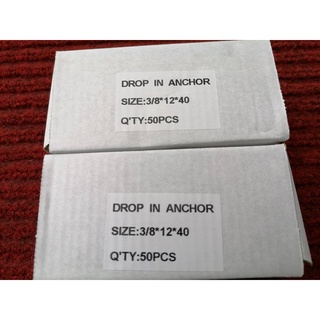 DROP IN ANCHOR
SIZE:3/8*12*40
Q'TY:50PCS
DROP IN ANCHOR
SIZE:3/8*12*40
Q'TY:50PCS